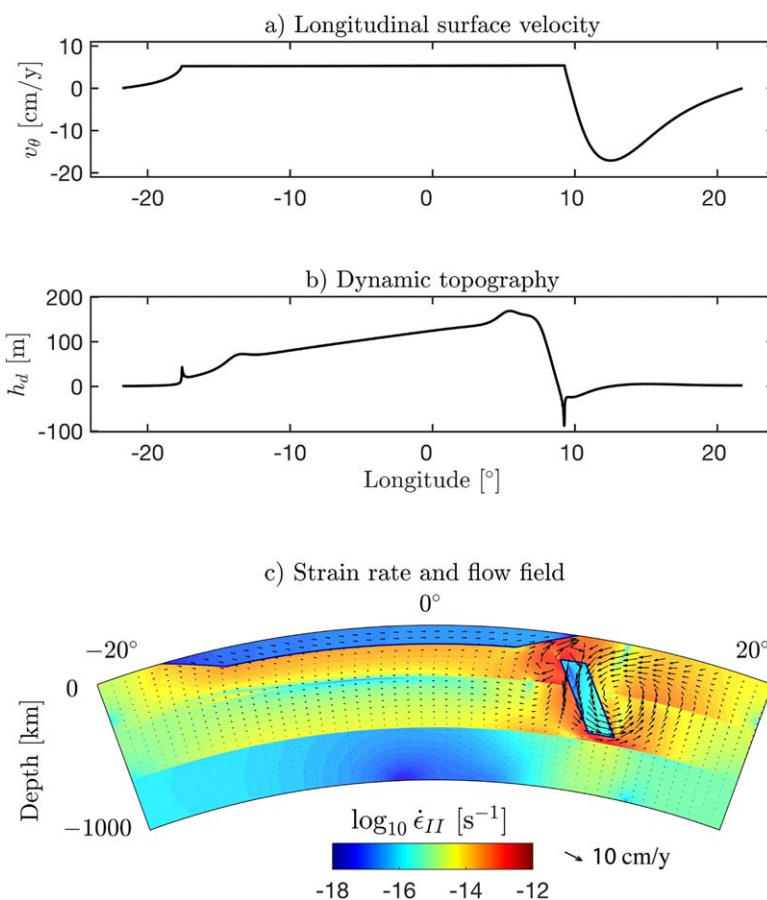 a) Longitudinal surface velocity
10
0
-10
-20
v_θ [cm/y]
-20 -10 0 10 20
b) Dynamic topography
200
100
0
-100
h_d [m]
-20 -10 0 10 20
Longitude [°]
c) Strain rate and flow field
0°
−20° 20°
0
Depth [km]
−1000
log₁₀ ε̇_II [s⁻¹]
10 cm/y
-18 -16 -14 -12